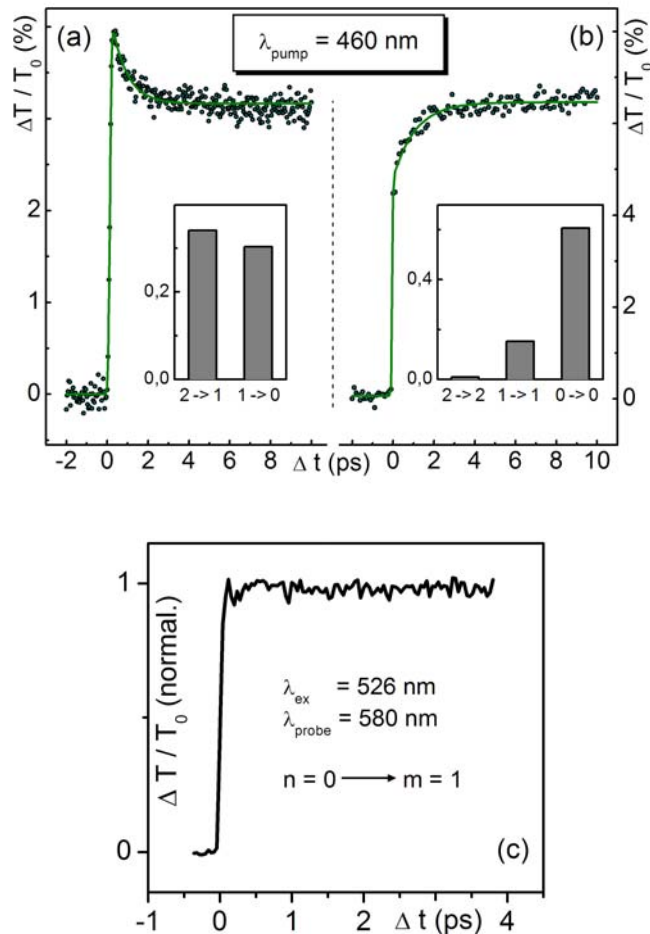 (a)
λpump = 460 nm
(b)
ΔT / T0 (%)
3
2
1
0
0,2
0,0
2 -> 1 1 -> 0
-2 0 2 4 6 8
Δ t (ps)
0,4
0,0
2 -> 2 1 -> 1 0 -> 0
0 2 4 6 8 10
ΔT / T0 (%)
4
2
0
ΔT / T0 (normal.)
1
0
λex = 526 nm
λprobe = 580 nm
n = 0 → m = 1
(c)
-1 0 1 2 Δ t (ps) 4